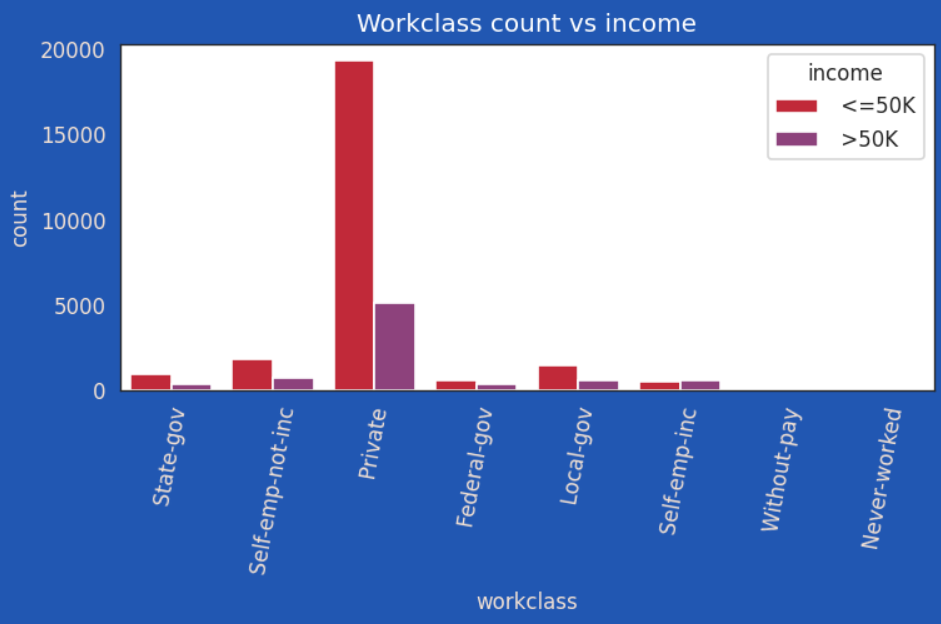 Workclass count vs income
income
<=50K
>50K
count
20000
15000
10000
5000
0
State-gov
Self-emp-not-inc
Private
Federal-gov
Local-gov
Self-emp-inc
Without-pay
Never-worked
workclass